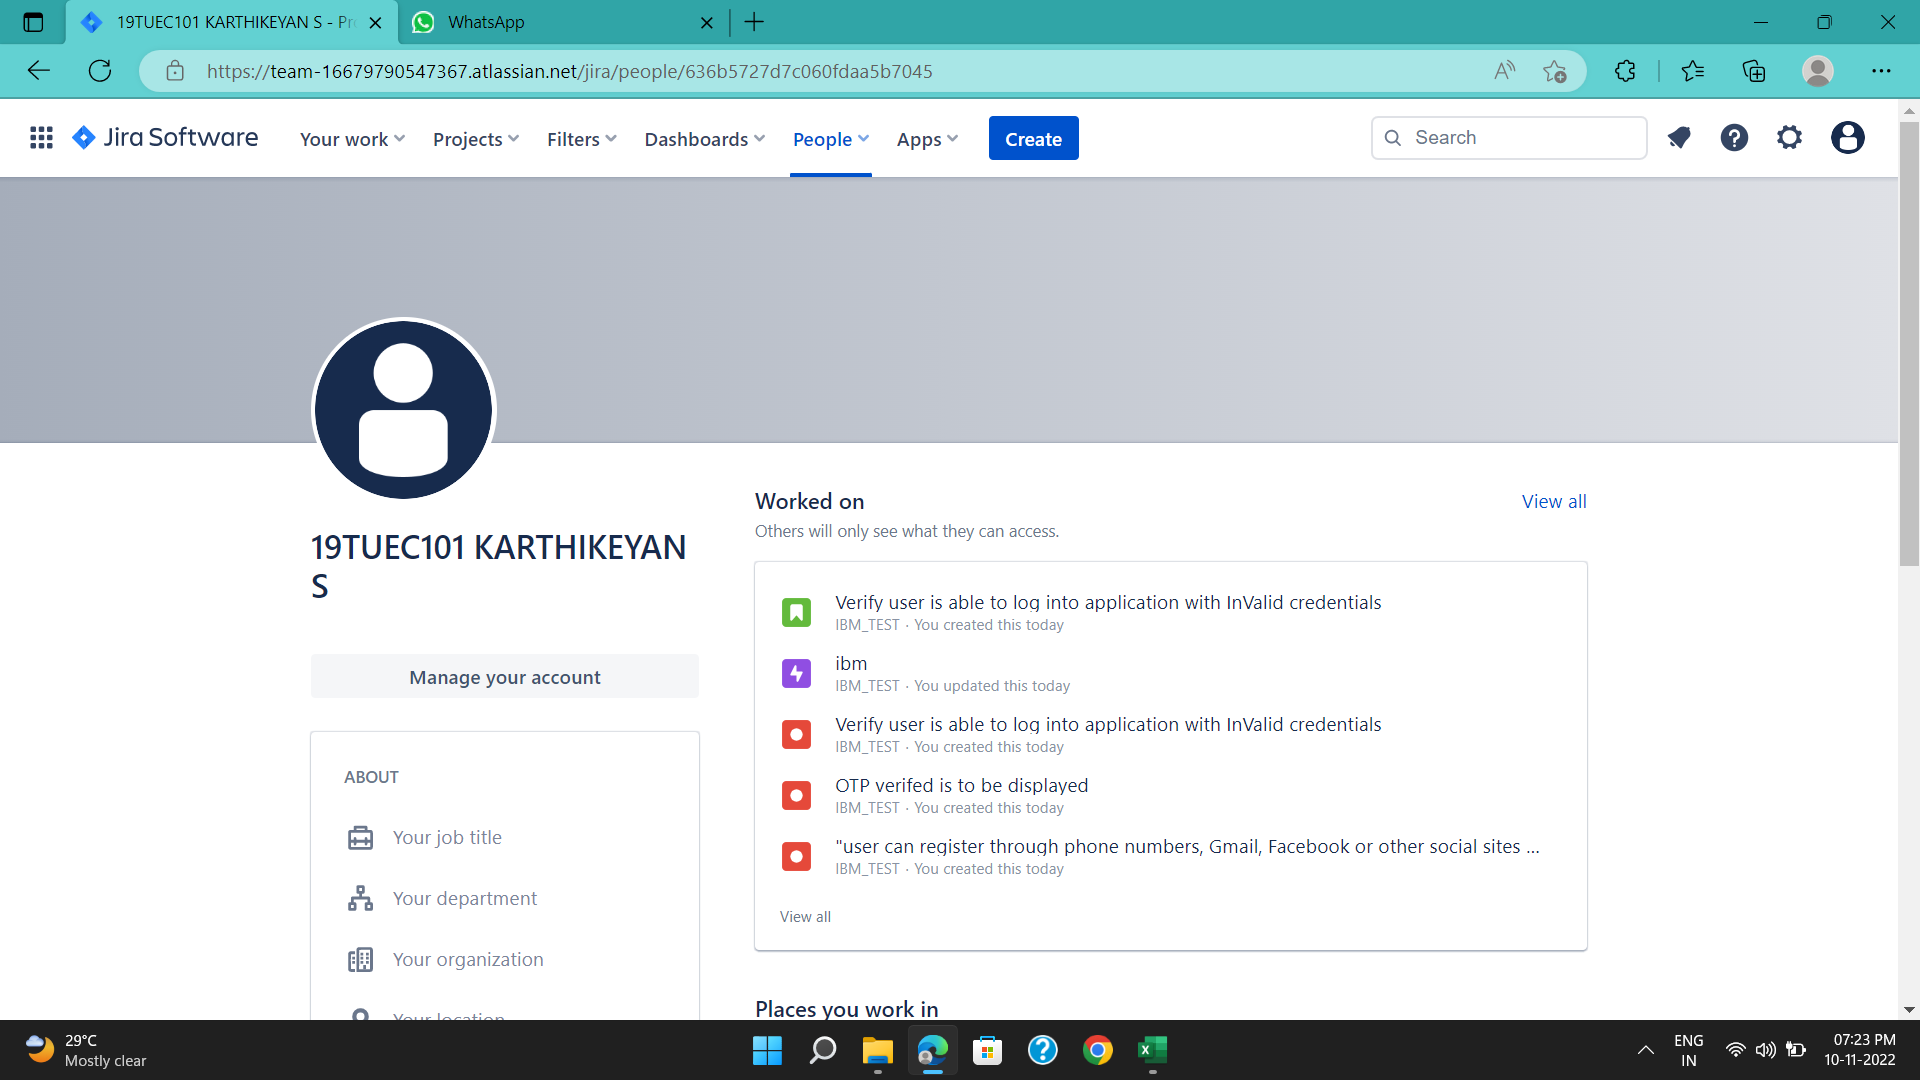 19TUEC101 KARTHIKEYAN S - Pro
WhatsApp
https://team-16679790547367.atlassian.net/jira/people/636b5727d7c060fdaa5b7045
Jira Software
Your work
Projects
Filters
Dashboards
People
Apps
Create
Search
19TUEC101 KARTHIKEYAN
S
Manage your account
ABOUT
Your job title
Your department
Your organization
Your location
Worked on
View all
Others will only see what they can access.
Verify user is able to log into application with InValid credentials
IBM_TEST · You created this today
ibm
IBM_TEST · You updated this today
Verify user is able to log into application with InValid credentials
IBM_TEST · You created this today
OTP verifed is to be displayed
IBM_TEST · You created this today
"user can register through phone numbers, Gmail, Facebook or other social sites ...
IBM_TEST · You created this today
View all
Places you work in
29°C
Mostly clear
ENG
IN
07:23 PM
10-11-2022